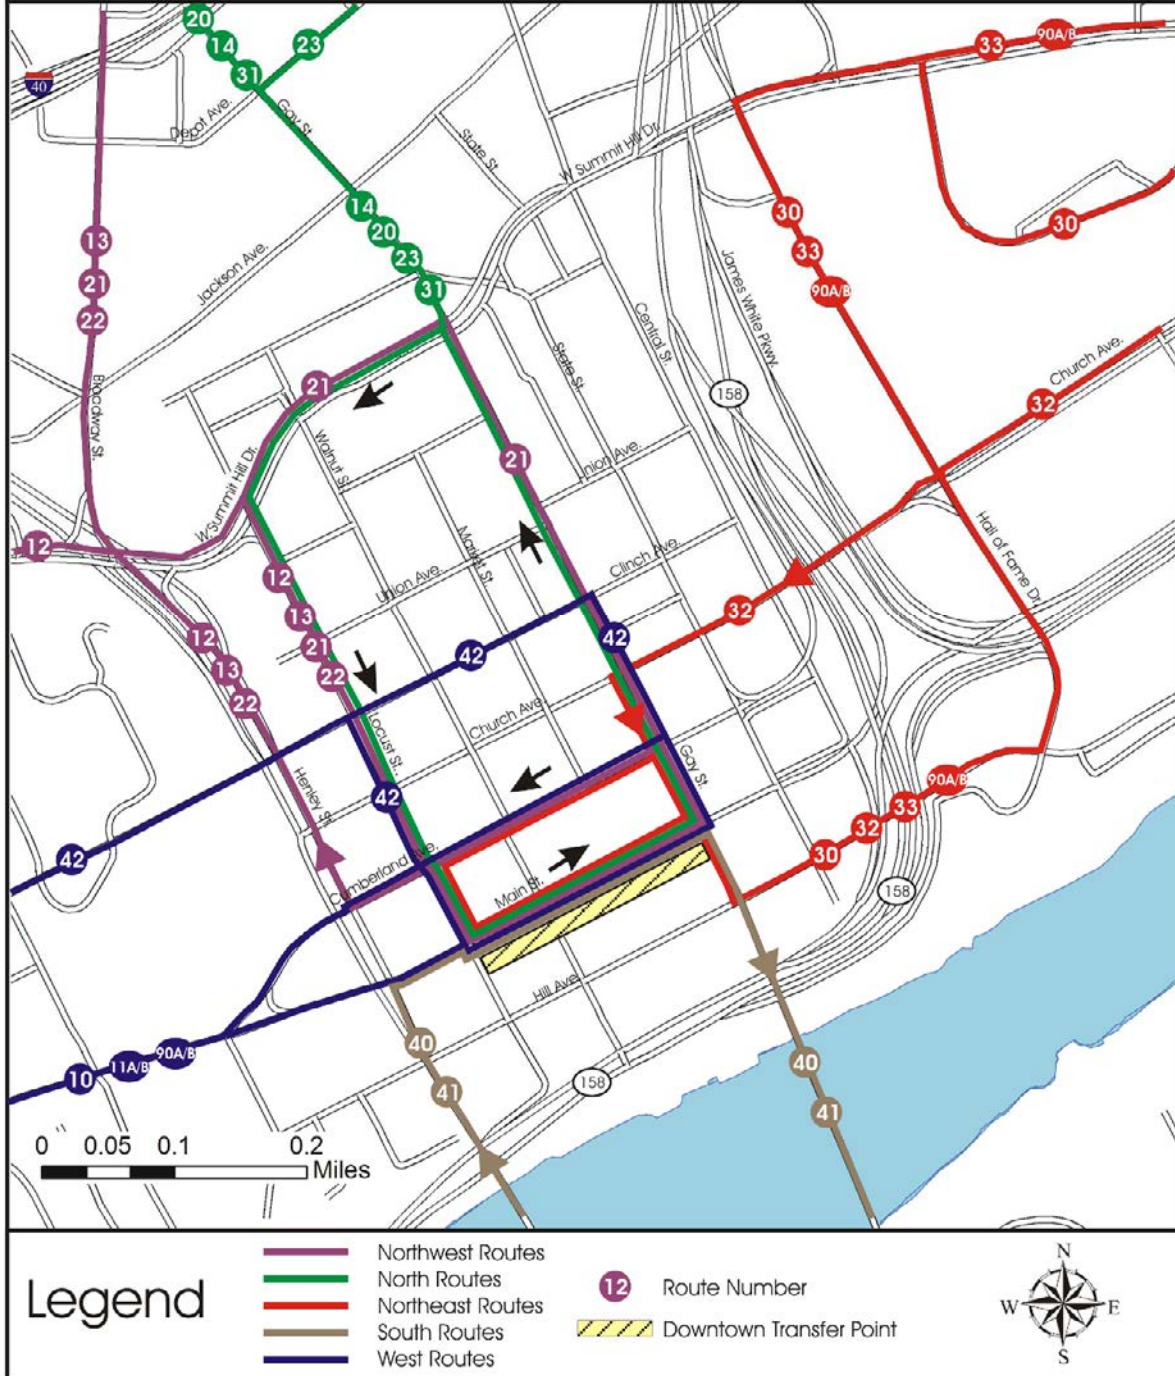 20
14
31
23
40
Depot Ave.
Gay St.
State St.
W Summit Hill Dr.
33
90A/B
30
33
90A/B
30
13
21
22
Jackson Ave.
14
20
23
31
Broadway St.
21
Walnut St.
State St.
Central St.
James White Pkwy.
158
Church Ave.
32
W Summit Hill Dr.
21
Union Ave.
Market St.
Union Ave.
Clinch Ave.
Hall of Fame Dr.
12
12
13
21
22
12
13
22
32
42
42
Locust St.
Church Ave.
Gay St.
Henley St.
42
42
Cumberland Ave.
Main St.
90A/B
33
32
30
158
Hill Ave.
10
11A/B
90A/B
40
41
158
40
41
0 0.05 0.1 0.2
Miles
Legend
Northwest Routes
North Routes
Northeast Routes
South Routes
West Routes
12 Route Number
Downtown Transfer Point
N
W E
S